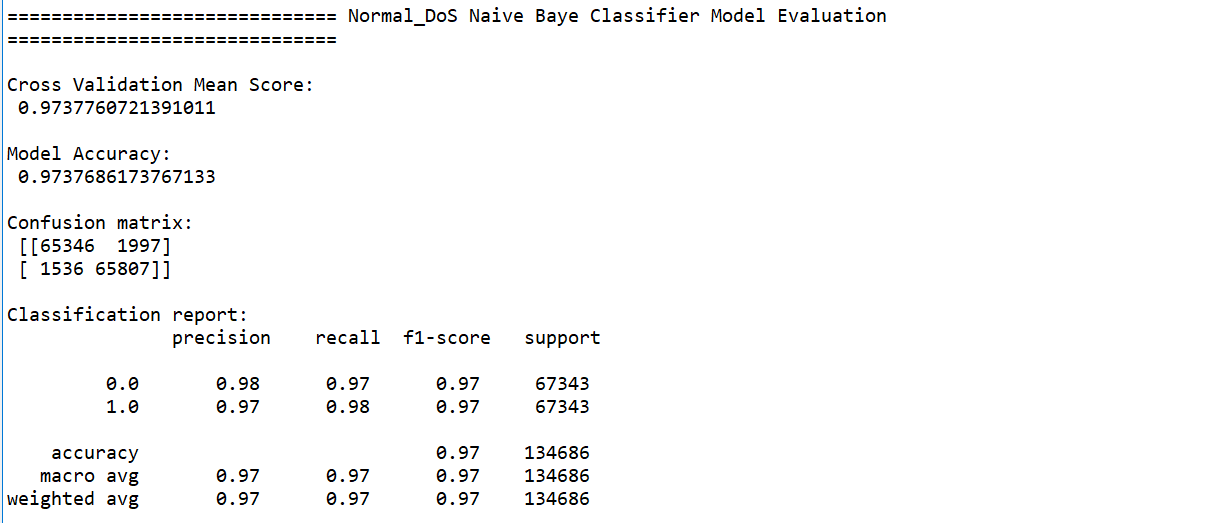 ============================== Normal_DoS Naive Baye Classifier Model Evaluation
==============================
Cross Validation Mean Score:
0.9737760721391011
Model Accuracy:
0.9737686173767133
Confusion matrix:
[[65346  1997]
[ 1536 65807]]
Classification report:
precision    recall  f1-score   support
0.0       0.98      0.97      0.97     67343
1.0       0.97      0.98      0.97     67343
accuracy                           0.97    134686
macro avg       0.97      0.97      0.97    134686
weighted avg       0.97      0.97      0.97    134686